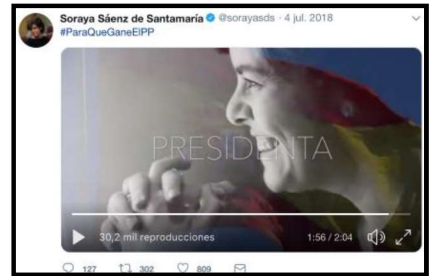 Soraya Sáenz de Santamaría @sorayasds · 4 jul. 2018
#ParaQueGaneElPP
PRESIDENTA
30,2 mil reproducciones 1:56 / 2:04
127 302 809